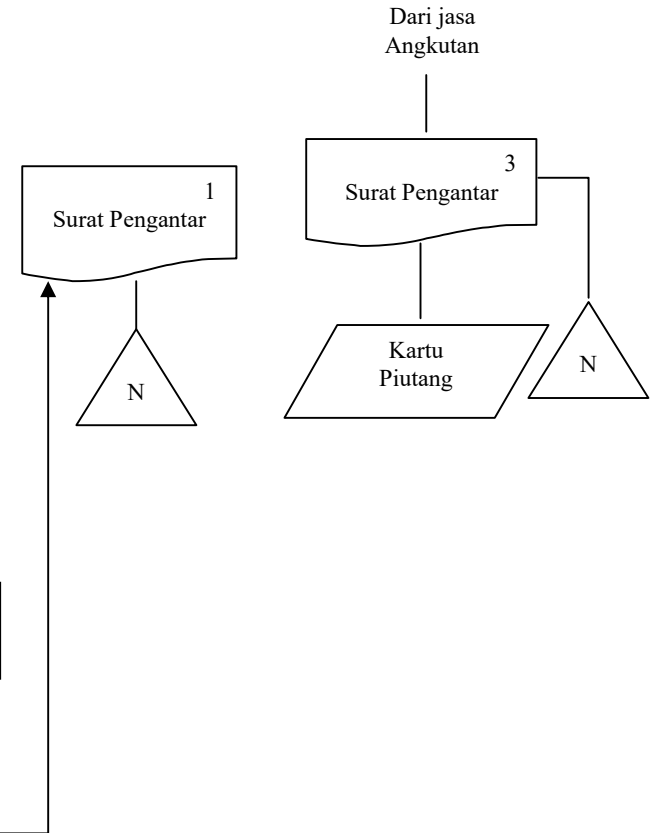 Dari jasa
Angkutan
1
Surat Pengantar
N
3
Surat Pengantar
Kartu
Piutang
N